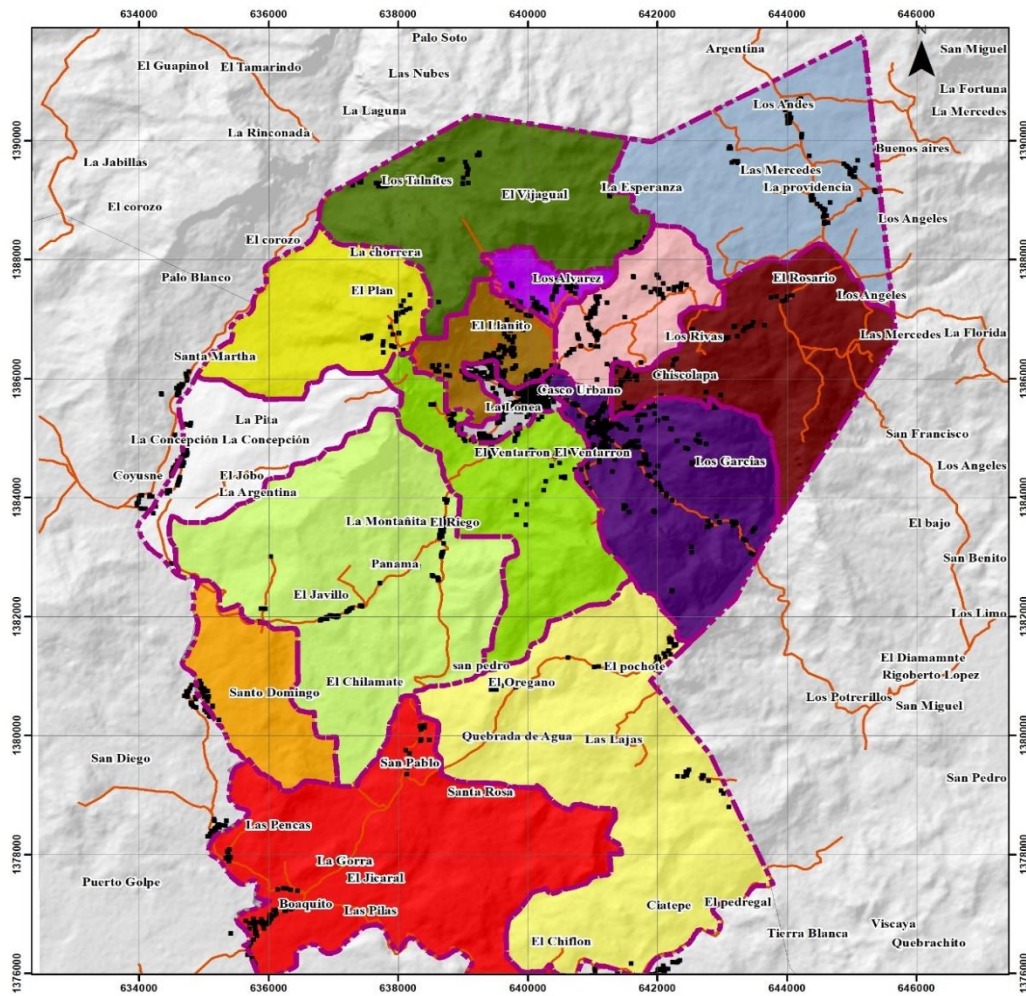 634000 636000 638000 640000 642000 644000 646000
N
Palo Soto
Argentina
San Miguel
El Guapinol
El Tamarindo
Las Nubes
La Fortuna
La Laguna
Los Andes
La Mercedes
La Rinconada
1390000
1390000
Buenos aires
La Jabillas
Las Mercedes
Los Talnites
La Esperanza
La providencia
El Vijagual
El corozo
Los Angeles
El corozo
1388000
1388000
La chorrera
Palo Blanco
Los Alvarez
El Rosario
El Plan
Los Angeles
El Llanito
Los Rivas
Las Mercedes
La Florida
Santa Martha
1386000
1386000
Chiscolapa
Casco Urbano
La Lonea
La Pita
La Concepción
La Concepción
San Francisco
El Ventarron
El Ventarron
Los Garcias
Los Angeles
Coyusne
El Jobo
La Argentina
1384000
1384000
La Montañita
El Riego
El bajo
Panama
San Benito
El Javillo
1382000
1382000
Los Limo
san pedro
El pochote
El Diamamnte
Rigoberto Lopez
El Chilamate
El Oregano
Santo Domingo
Los Potrerillos
San Miguel
1380000
1380000
Quebrada de Agua
Las Lajas
San Diego
San Pablo
San Pedro
Santa Rosa
Las Pencas
1378000
1378000
La Gorra
El Jicaral
Puerto Golpe
Boaquito
Las Pilas
Ciatepe
El pedregal
Viscaya
Tierra Blanca
El Chiflon
Quebrachito
1376000
1376000
634000 636000 638000 640000 642000 644000 646000